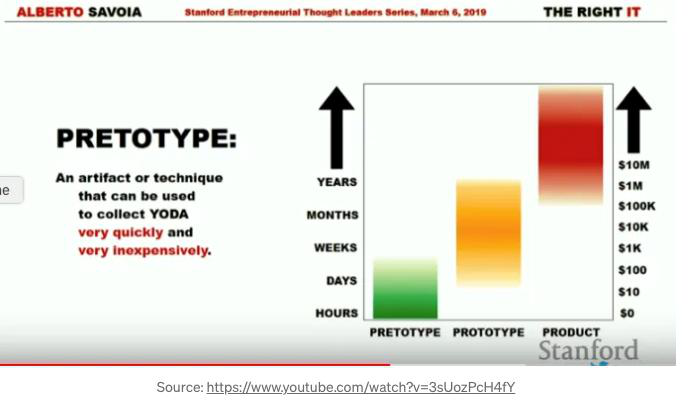 ALBERTO SAVOIA
Stanford Entrepreneurial Thought Leaders Series, March 6, 2019
THE RIGHT IT
PRETOTYPE:
An artifact or technique
that can be used
to collect YODA
very quickly and
very inexpensively.
ne
YEARS
MONTHS
WEEKS
DAYS
HOURS
$10M
$1M
$100K
$10K
$1K
$100
$10
$0
PRETOTYPE PROTOTYPE PRODUCT
Stanford
Source: https://www.youtube.com/watch?v=3sUozPcH4fY